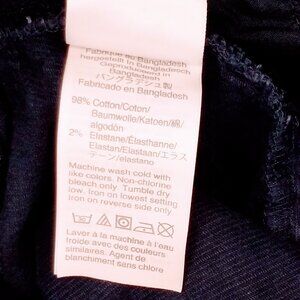 Fabriqué au Bangladesh
hergestellt in Bangladesch
Geproduceerd in
Bangladesh
バングラデシュ製
Fabricado en Bangladesh
98% Cotton/Coton/
Baumwolle/Katoen/綿/
algodón
2% Elastane/Élasthanne/
Elastan/Elastaan/エラス
テーン/elastano
Machine wash cold with
like colors. Non-chlorine
bleach only. Tumble dry
low. Iron on lowest setting.
Iron on reverse side only
Laver à la machine à l'eau
froide avec des couleurs
similaires. Agent de
blanchiment sans chlore